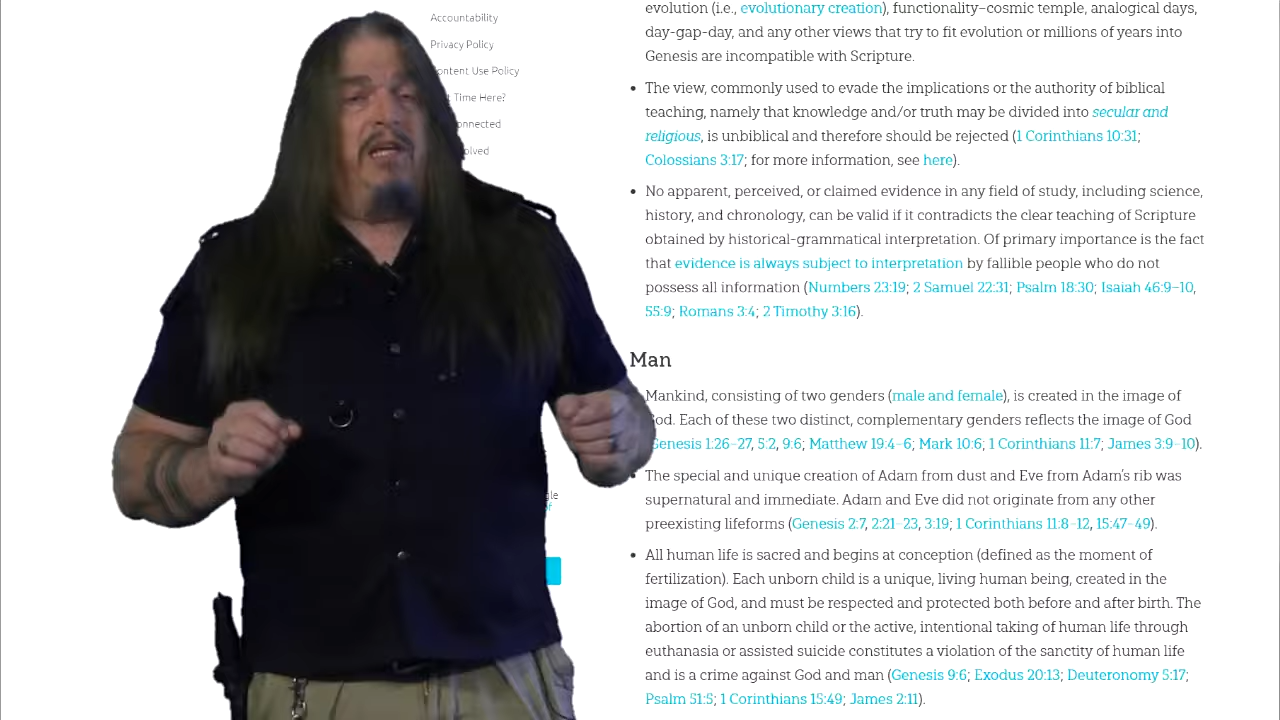 Accountability
Privacy Policy
ontent Use Policy
Time Here?
onnected
olved
gle
of
evolution (i.e., evolutionary creation), functionality–cosmic temple, analogical days,
day-gap-day, and any other views that try to fit evolution or millions of years into
Genesis are incompatible with Scripture.
• The view, commonly used to evade the implications or the authority of biblical
teaching, namely that knowledge and/or truth may be divided into secular and
religious, is unbiblical and therefore should be rejected (1 Corinthians 10:31;
Colossians 3:17; for more information, see here).
• No apparent, perceived, or claimed evidence in any field of study, including science,
history, and chronology, can be valid if it contradicts the clear teaching of Scripture
obtained by historical-grammatical interpretation. Of primary importance is the fact
that evidence is always subject to interpretation by fallible people who do not
possess all information (Numbers 23:19; 2 Samuel 22:31; Psalm 18:30; Isaiah 46:9–10,
55:9; Romans 3:4; 2 Timothy 3:16).
Man
Mankind, consisting of two genders (male and female), is created in the image of
God. Each of these two distinct, complementary genders reflects the image of God
Genesis 1:26–27, 5:2, 9:6; Matthew 19:4–6; Mark 10:6; 1 Corinthians 11:7; James 3:9–10).
The special and unique creation of Adam from dust and Eve from Adam's rib was
supernatural and immediate. Adam and Eve did not originate from any other
preexisting lifeforms (Genesis 2:7, 2:21–23, 3:19; 1 Corinthians 11:8–12, 15:47–49).
• All human life is sacred and begins at conception (defined as the moment of
fertilization). Each unborn child is a unique, living human being, created in the
image of God, and must be respected and protected both before and after birth. The
abortion of an unborn child or the active, intentional taking of human life through
euthanasia or assisted suicide constitutes a violation of the sanctity of human life
and is a crime against God and man (Genesis 9:6; Exodus 20:13; Deuteronomy 5:17;
Psalm 51:5; 1 Corinthians 15:49; James 2:11).